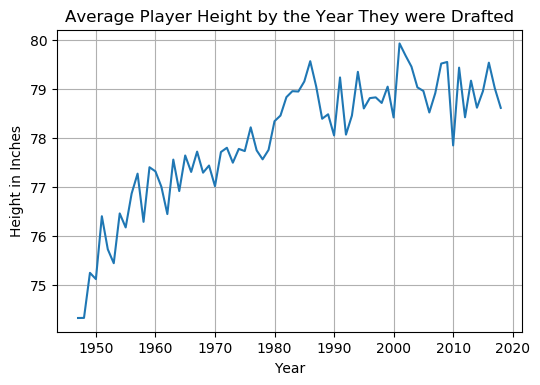 Average Player Height by the Year They were Drafted
80
79
78
77
76
75
Height in Inches
1950 1960 1970 1980 1990 2000 2010 2020
Year